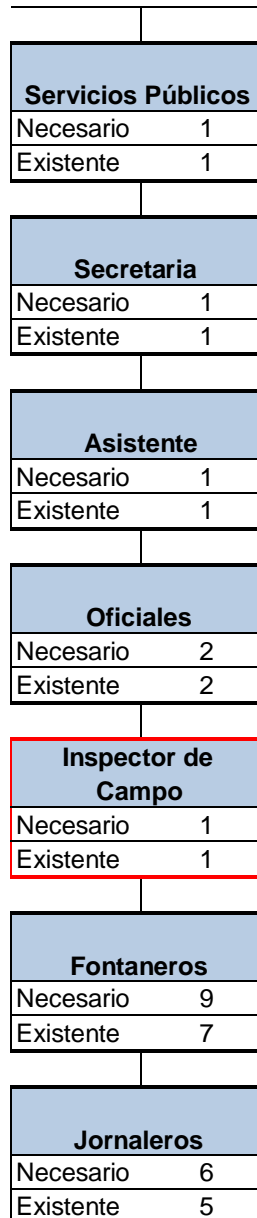 Servicios Públicos
Necesario 1
Existente 1
Secretaria
Necesario 1
Existente 1
Asistente
Necesario 1
Existente 1
Oficiales
Necesario 2
Existente 2
Inspector de
Campo
Necesario 1
Existente 1
Fontaneros
Necesario 9
Existente 7
Jornaleros
Necesario 6
Existente 5